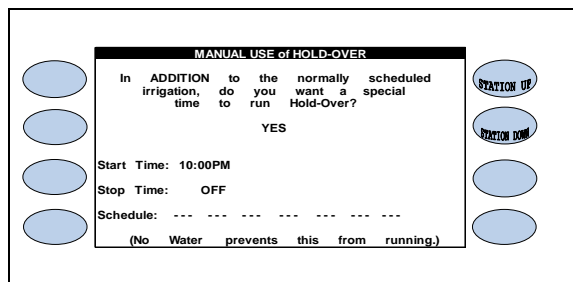 MANUAL USE of HOLD-OVER
In ADDITION to the normally scheduled
irrigation, do you want a special
time to run Hold-Over?
YES
STATION UP
STATION DOWN
Start Time: 10:00PM
Stop Time: OFF
Schedule: --- --- --- --- --- --- ---
(No Water prevents this from running.)